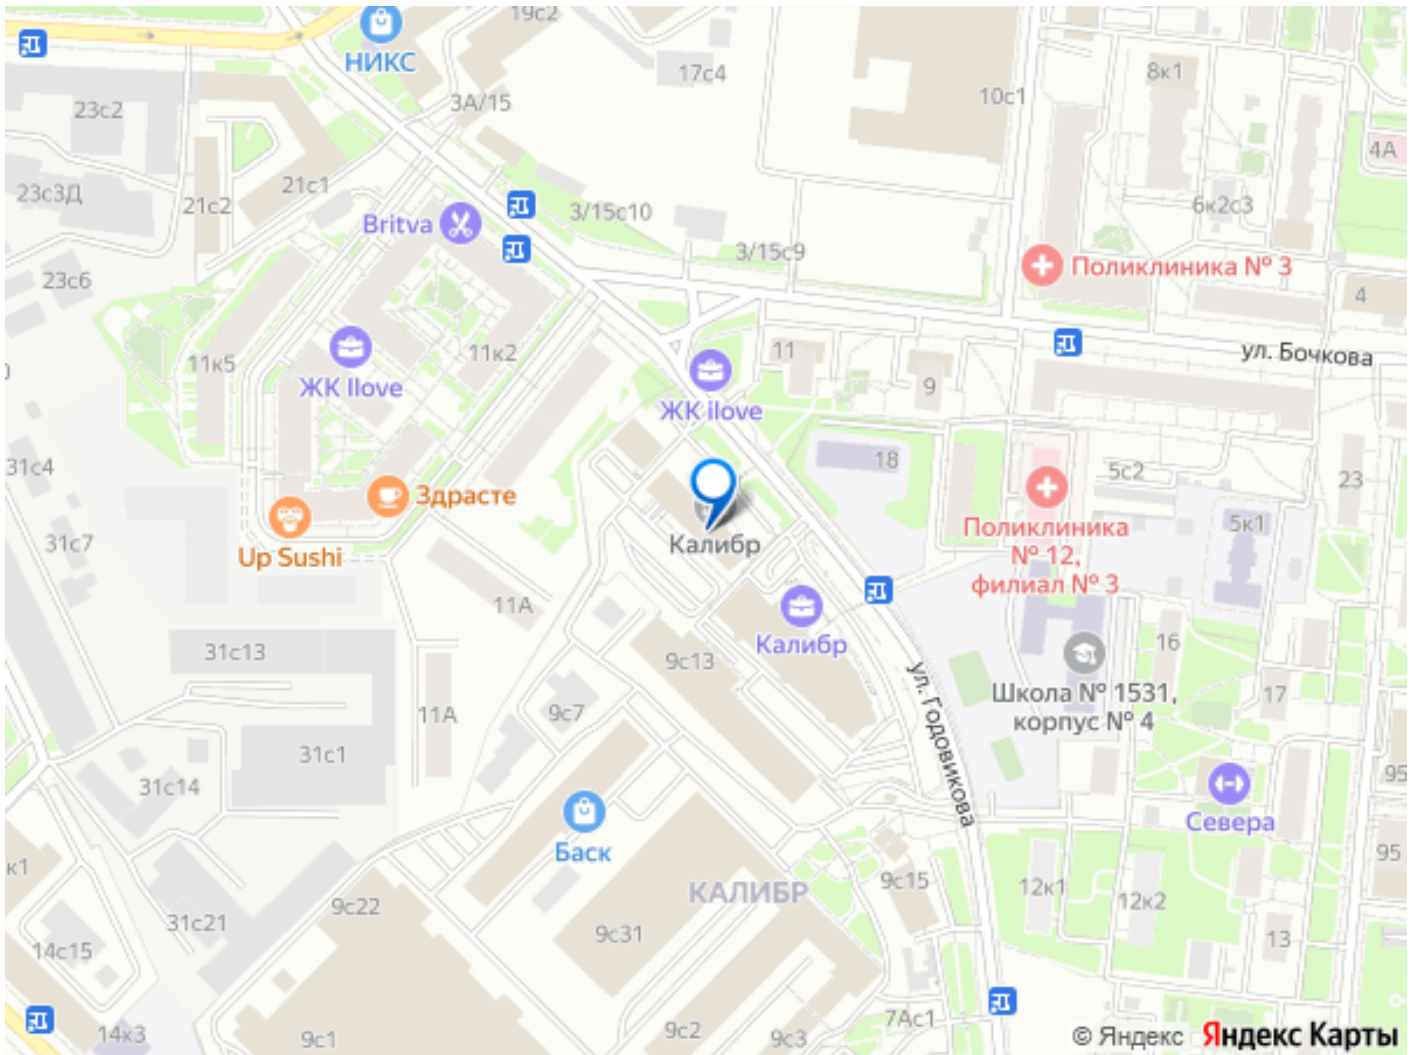 19с2
НИКС
17с4
8к1
3А/15
10с1
23с2
4А
21с1
23с3Д
21с2
6к2с3
3/15с10
Britva
3/15с9
Поликлиника № 3
23с6
4
11
ул. Бочкова
11к2
11к5
ЖК Ilove
9
ЖК ilove
18
31с4
5с2
23
Здрасте
Поликлиника
№ 12,
филиал № 3
5к1
31с7
Up Sushi
Калибр
11А
Калибр
16
31с13
9с13
ул. Годовикова
Школа № 1531,
корпус № 4
17
11А
9с7
31с1
31с14
95
Севера
Баск
95
к1
9с15
12к1
КАЛИБР
12к2
9с22
31с21
9с31
13
14с15
7Ас1
14к3
9с1
9с2
9с3
© Яндекс Яндекс Карты